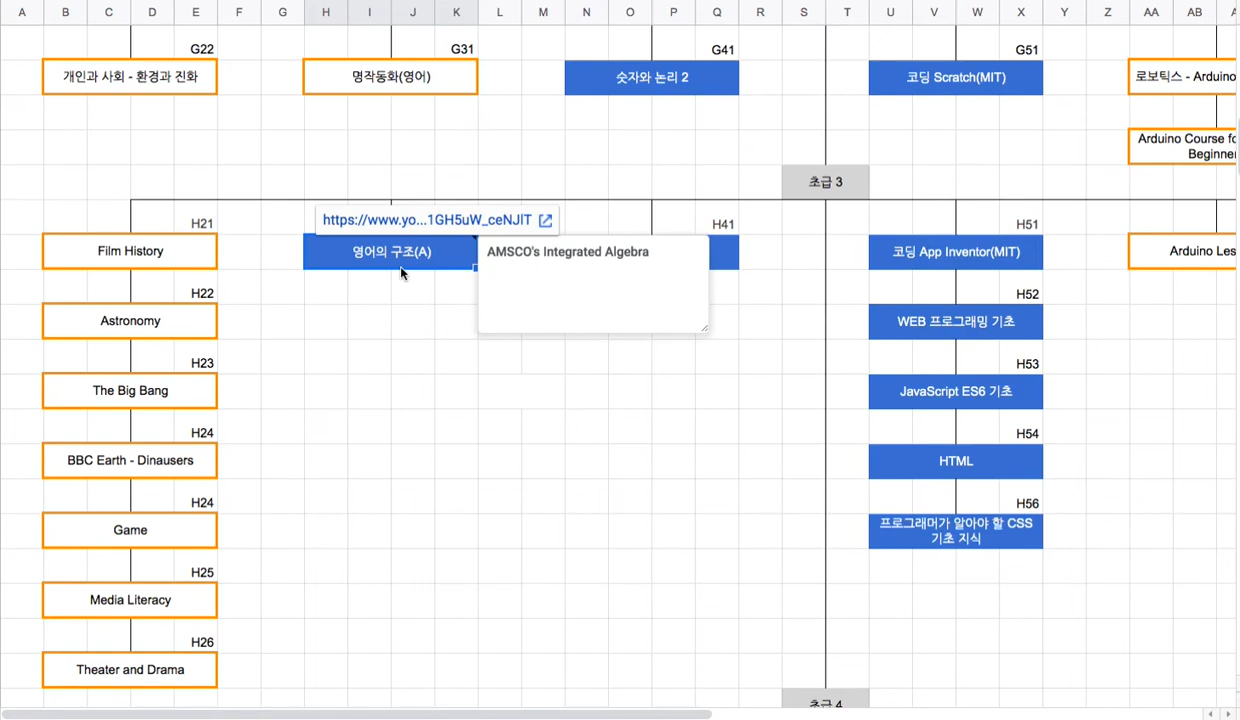 A B C D E F G H I J K L M N O P Q R S T U V W X Y Z AA AB
G22 G31 G41 G51
개인과 사회 - 환경과 진화 명작동화(영어) 숫자와 논리 2 코딩 Scratch(MIT) 로보틱스 - Arduino
Arduino Course fo
Beginner
초급 3
H21 H41 H51
https://www.yo...1GH5uW_ceNJlT
Film History 영어의 구조(A) AMSCO's Integrated Algebra 코딩 App Inventor(MIT) Arduino Les
H22 H52
Astronomy WEB 프로그래밍 기초
H23 H53
The Big Bang JavaScript ES6 기초
H24 H54
BBC Earth - Dinausers HTML
H24 H56
Game 프로그래머가 알아야 할 CSS
기초 지식
H25
Media Literacy
H26
Theater and Drama
초급 4